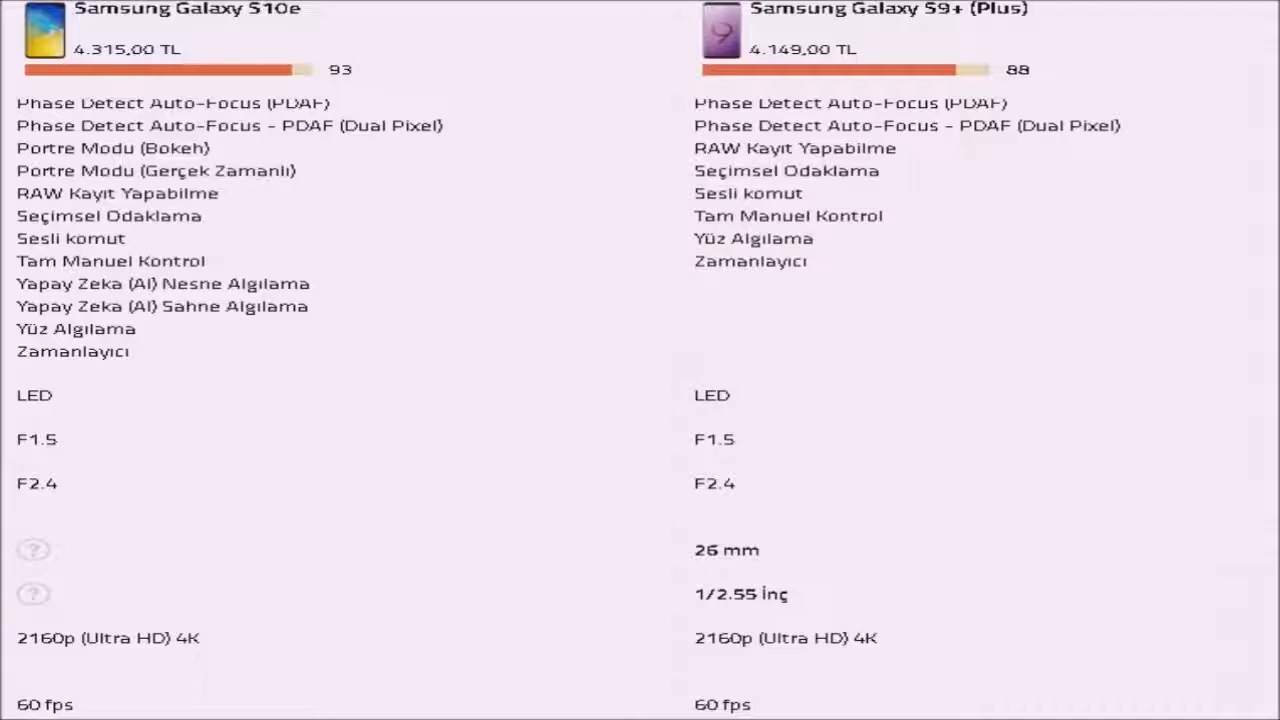 Samsung Galaxy S10e
4.315,00 TL
93
Phase Detect Auto-Focus (PDAF)
Phase Detect Auto-Focus - PDAF (Dual Pixel)
Portre Modu (Bokeh)
Portre Modu (Gerçek Zamanlı)
RAW Kayıt Yapabilme
Seçimsel Odaklama
Sesli komut
Tam Manuel Kontrol
Yapay Zeka (AI) Nesne Algılama
Yapay Zeka (AI) Sahne Algılama
Yüz Algılama
Zamanlayıcı
LED
F1.5
F2.4
?
?
2160p (Ultra HD) 4K
60 fps
Samsung Galaxy S9+ (Plus)
9
4.149,00 TL
88
Phase Detect Auto-Focus (PDAF)
Phase Detect Auto-Focus - PDAF (Dual Pixel)
RAW Kayıt Yapabilme
Seçimsel Odaklama
Sesli komut
Tam Manuel Kontrol
Yüz Algılama
Zamanlayıcı
LED
F1.5
F2.4
26 mm
1/2.55 İnç
2160p (Ultra HD) 4K
60 fps